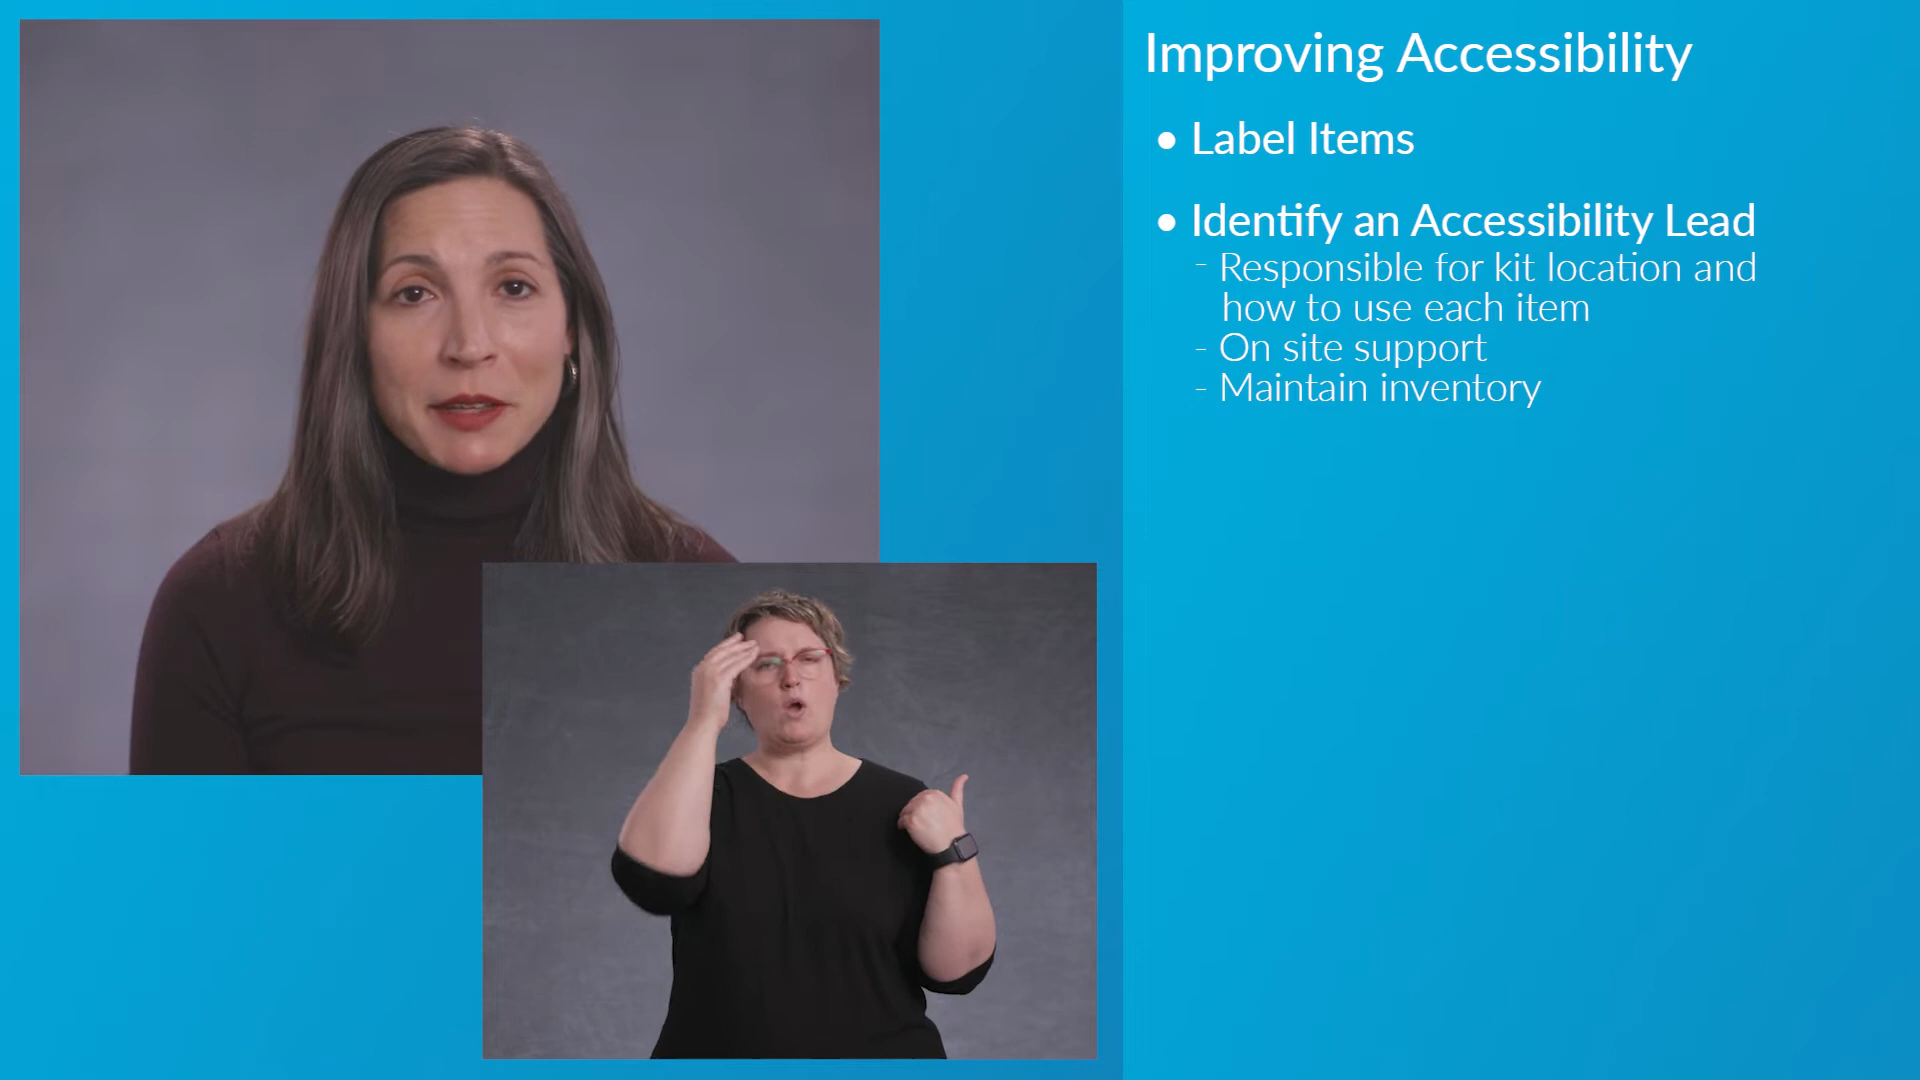 Improving Accessibility
• Label Items
• Identify an Accessibility Lead
- Responsible for kit location and
how to use each item
- On site support
- Maintain inventory